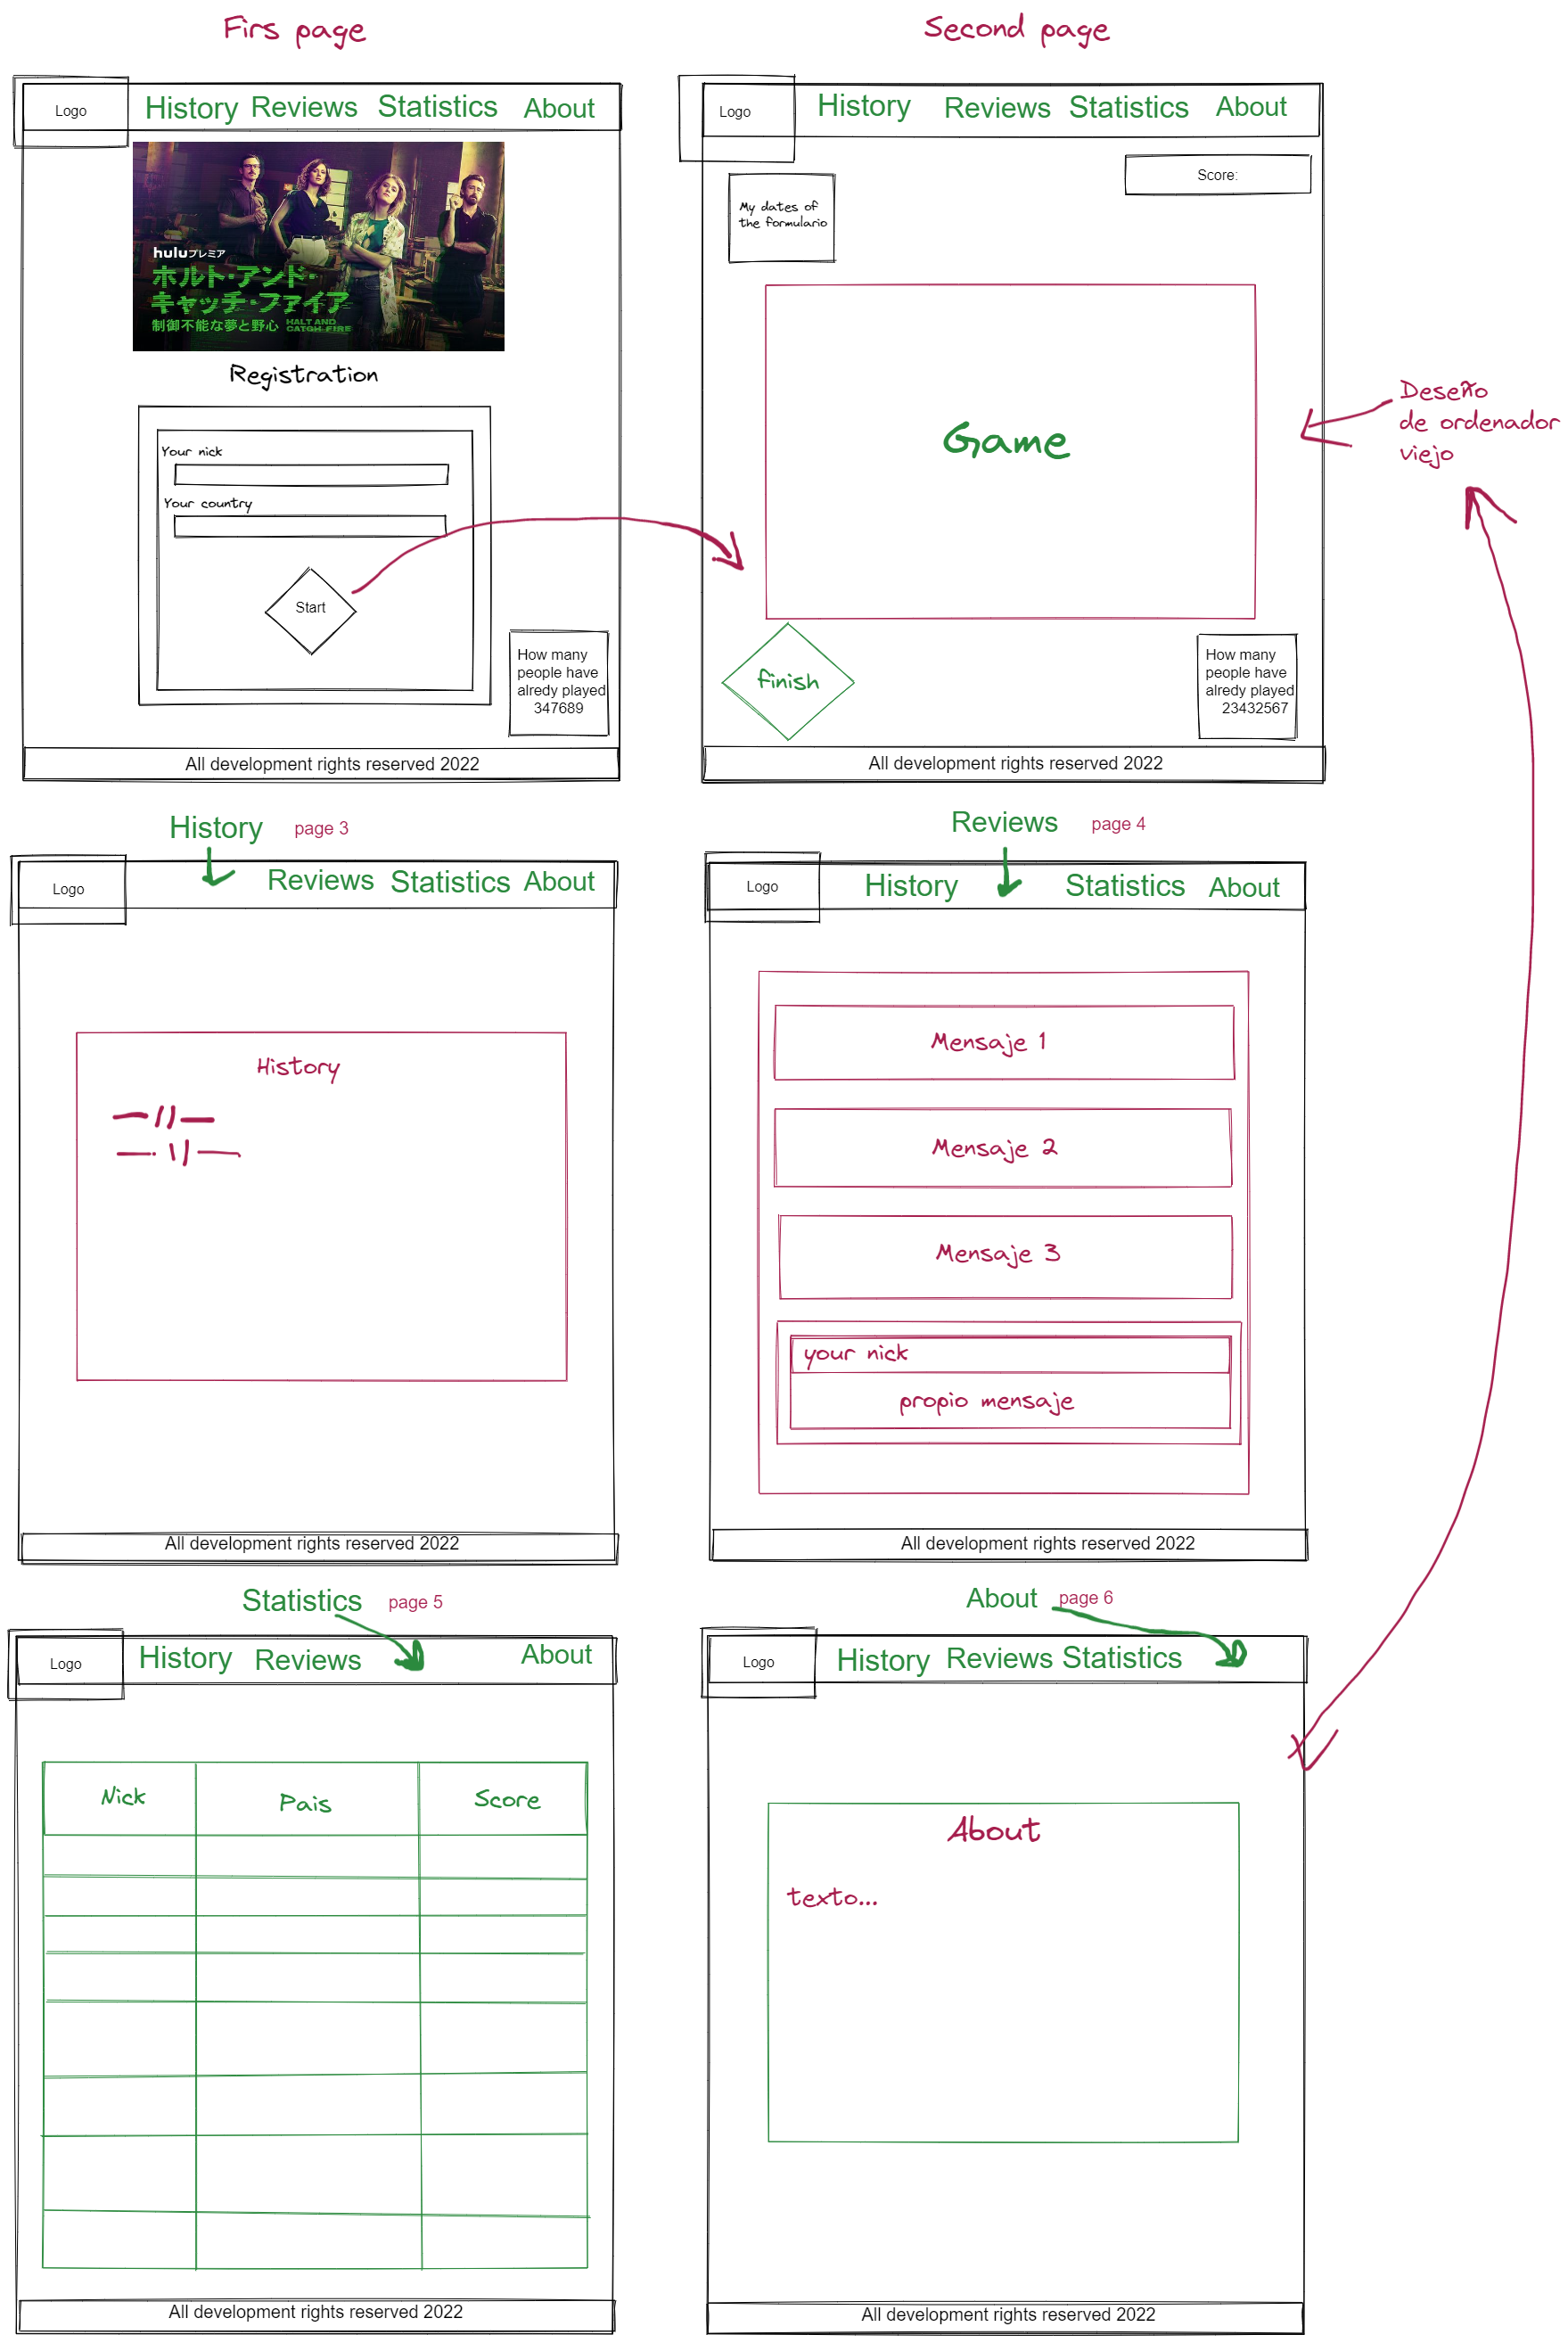 Firs page
Logo
History Reviews Statistics About
huluプレミア
ホルト・アンド・
キャッチ・ファイア
制御不能な夢と野心 HALT AND CATCH FIRE
Registration
Your nick
Your country
Start
How many
people have
alredy played
347689
All development rights reserved 2022
Second page
Logo
History Reviews Statistics About
Score:
My dates of
the formulario
Game
Deseño
de ordenador
viejo
finish
How many
people have
alredy played
23432567
All development rights reserved 2022
History page 3
Logo
Reviews Statistics About
History
All development rights reserved 2022
Reviews page 4
Logo
History Statistics About
Mensaje 1
Mensaje 2
Mensaje 3
your nick
propio mensaje
All development rights reserved 2022
Statistics page 5
Logo
History Reviews About
Nick Pais Score
All development rights reserved 2022
About page 6
Logo
History Reviews Statistics
About
texto...
All development rights reserved 2022